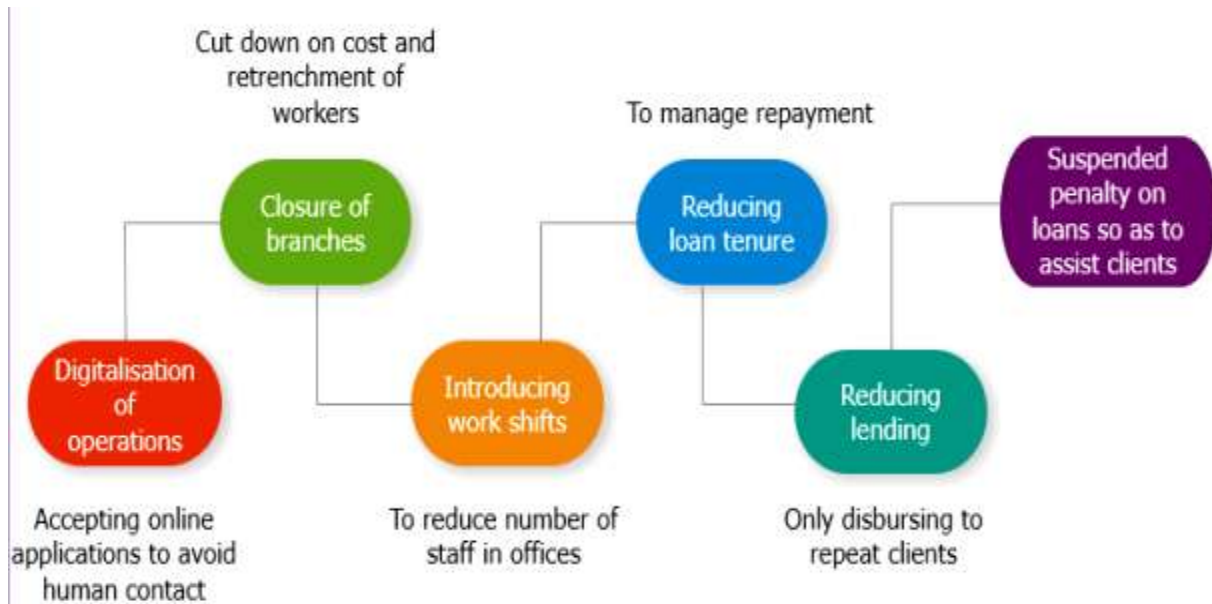 Cut down on cost and
retrenchment of
workers
Closure of
branches
Digitalisation
of
operations
Accepting online
applications to avoid
human contact
Introducing
work shifts
To reduce number of
staff in offices
To manage repayment
Reducing
loan tenure
Reducing
lending
Only disbursing to
repeat clients
Suspended
penalty on
loans so as to
assist clients